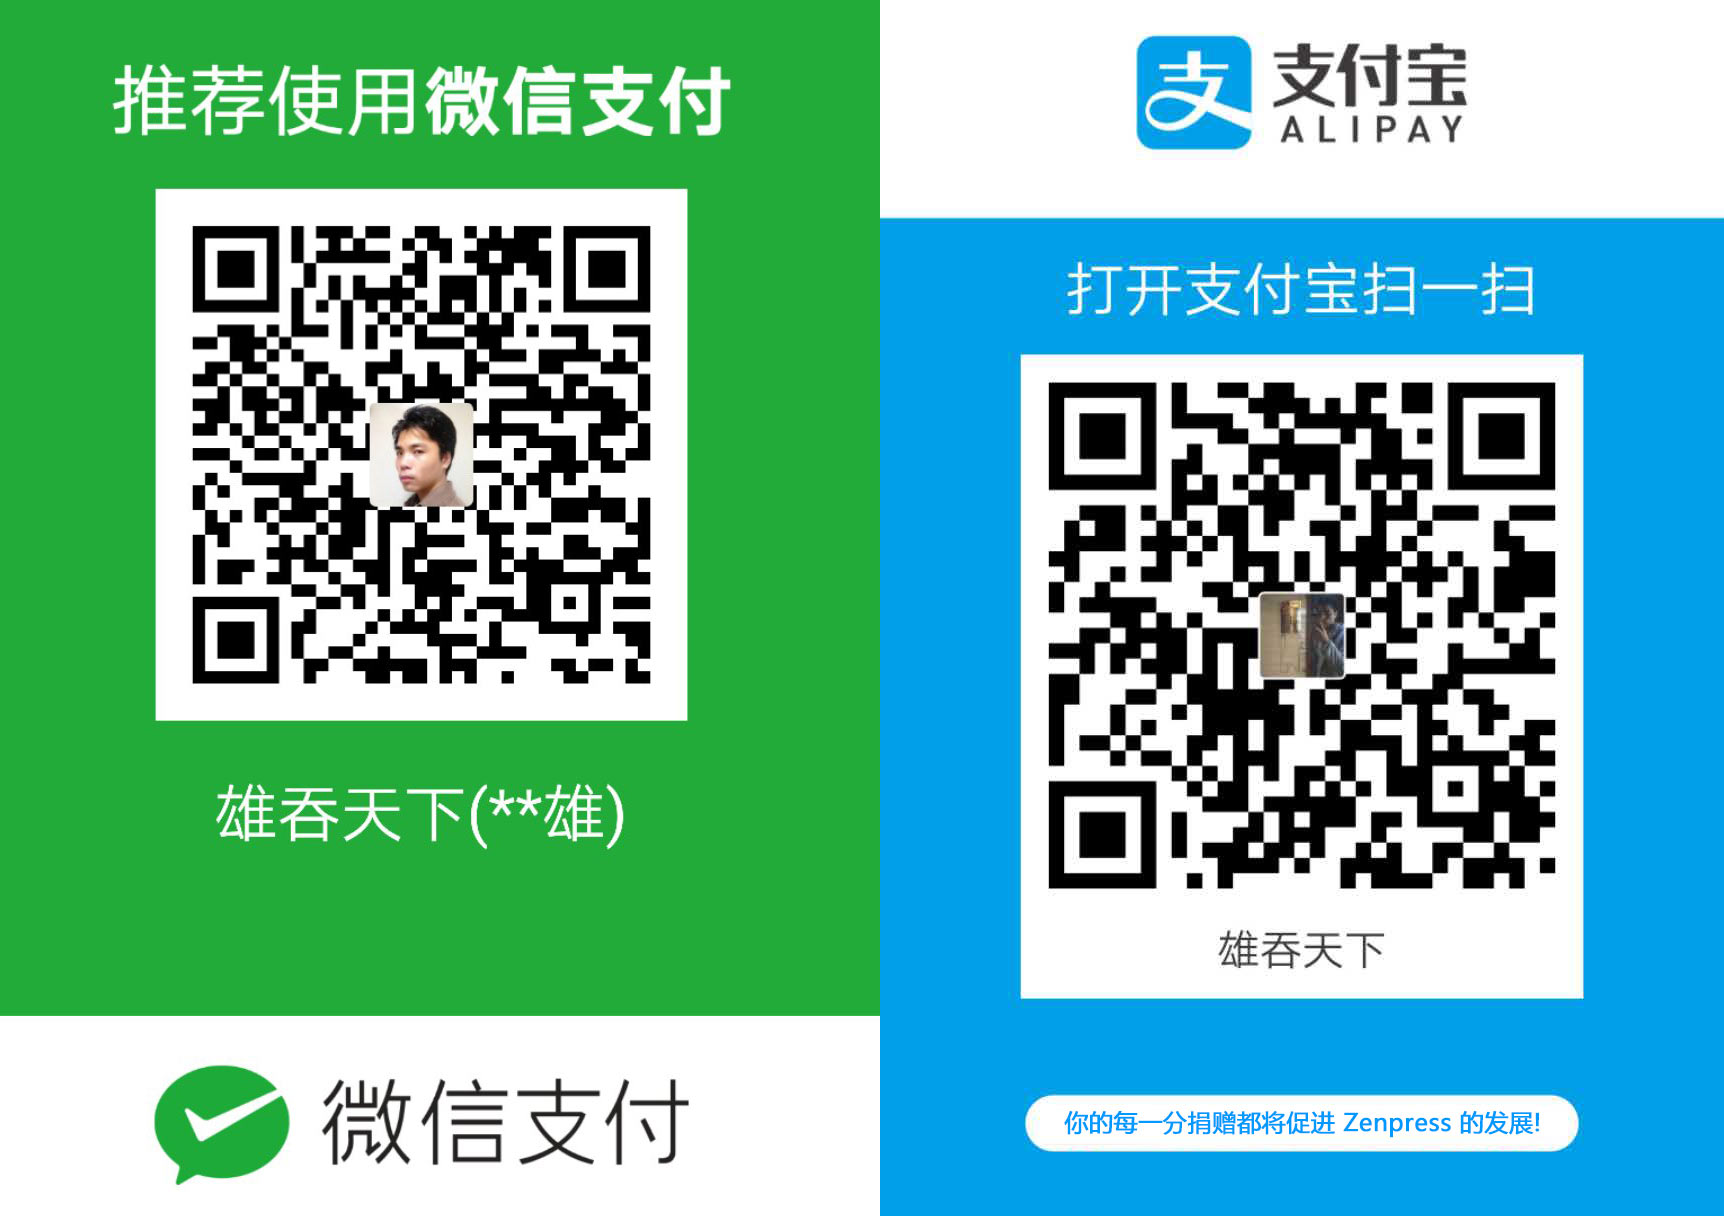 推荐使用微信支付
雄吞天下(**雄)
微信支付
支
支付宝
ALIPAY
打开支付宝扫一扫
雄吞天下
你的每一分捐赠都将促进 Zenpress 的发展!